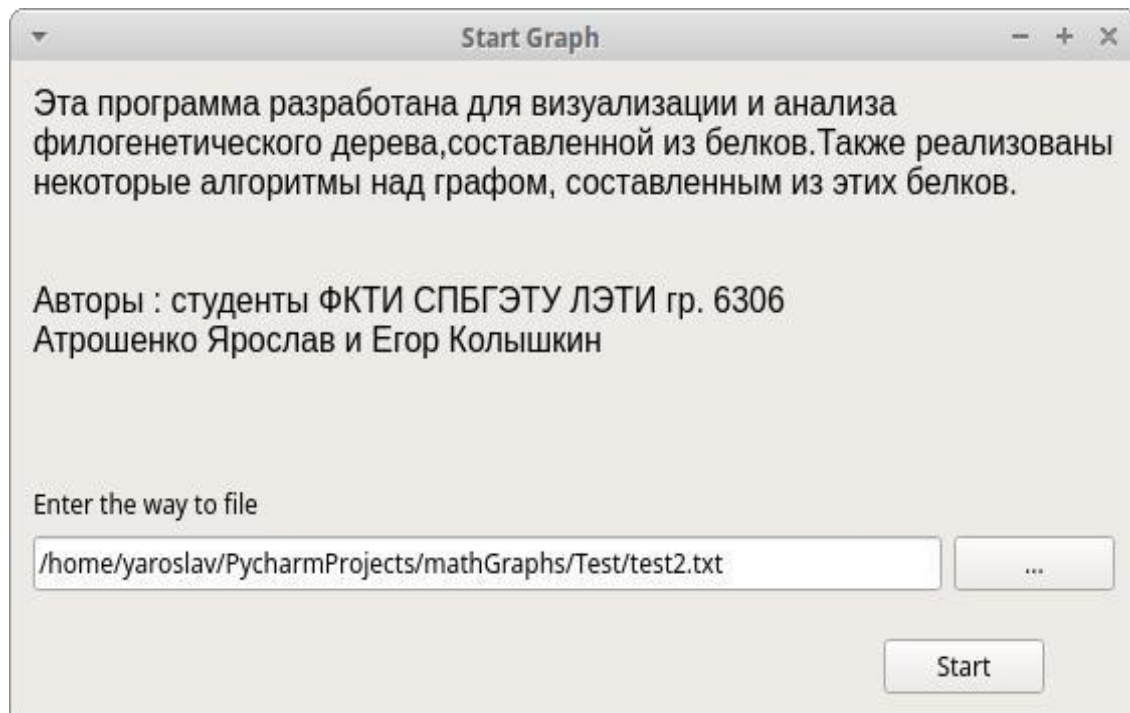 Start Graph
Эта программа разработана для визуализации и анализа
филогенетического дерева,составленной из белков.Также реализованы
некоторые алгоритмы над графом, составленным из этих белков.
Авторы : студенты ФКТИ СПБГЭТУ ЛЭТИ гр. 6306
Атрошенко Ярослав и Егор Колышкин
Enter the way to file
/home/yaroslav/PycharmProjects/mathGraphs/Test/test2.txt ...
Start